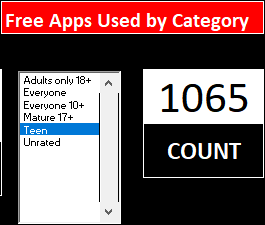 Free Apps Used by Category
Adults only 18+
Everyone
Everyone 10+
Mature 17+
Teen
Unrated
1065
COUNT